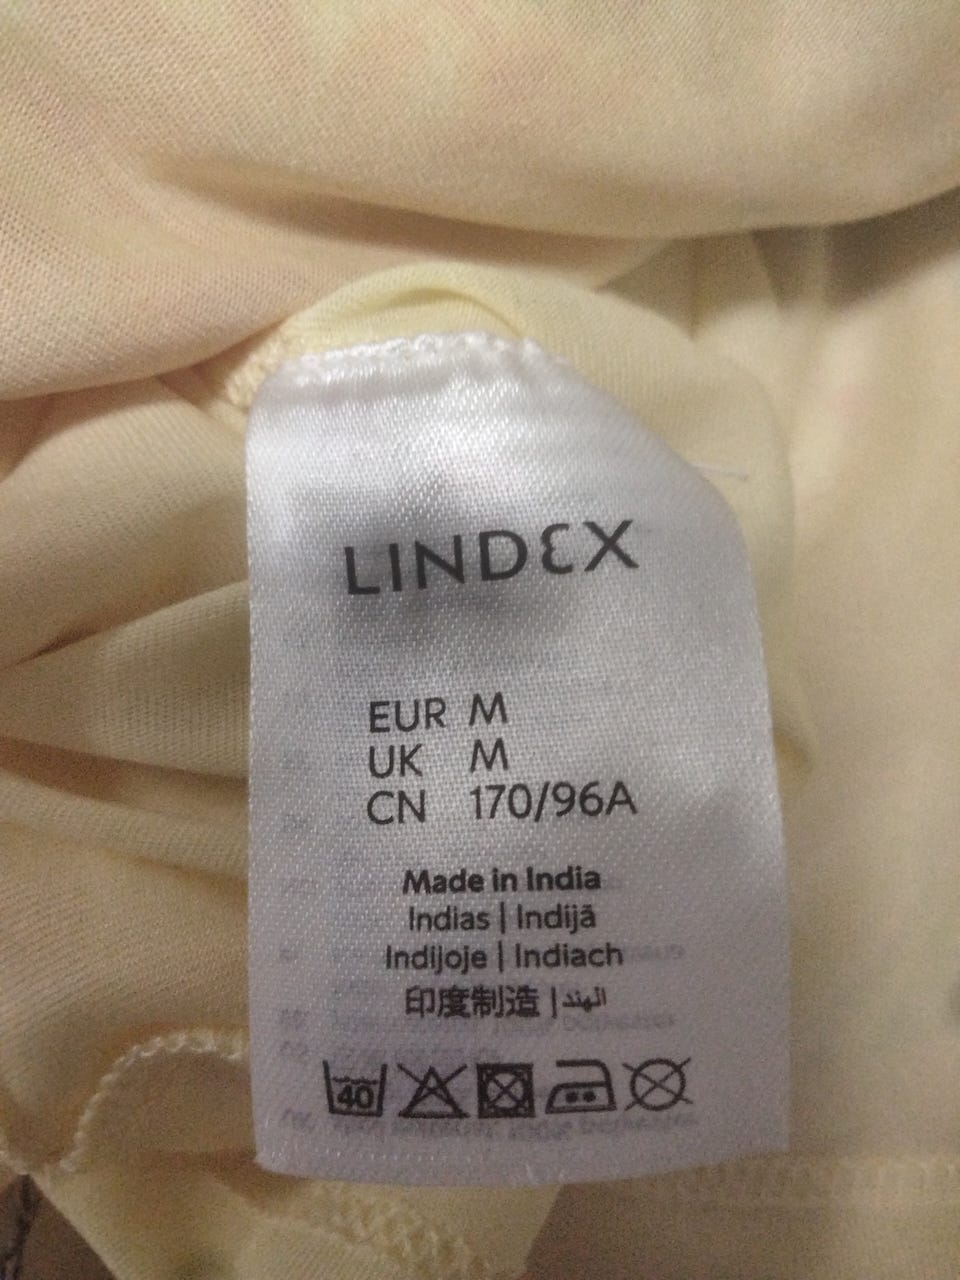 LINDEX
EUR M
UK M
CN 170/96A
Made in India
Indias | Indijā
Indijoje | Indiach
印度制造 | الهند
40